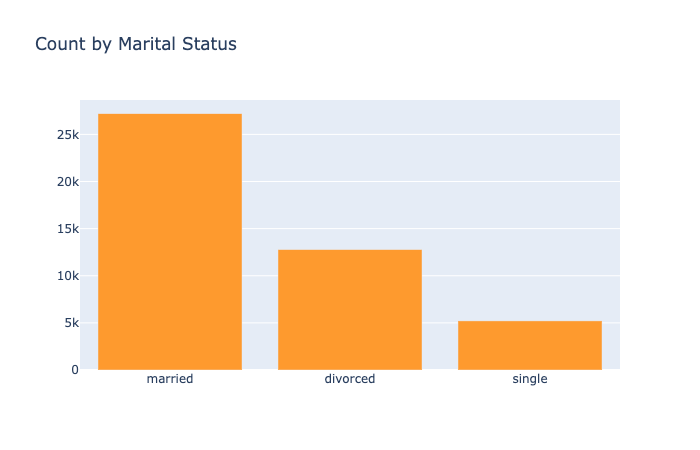 Count by Marital Status
25k
20k
15k
10k
5k
0
married divorced single